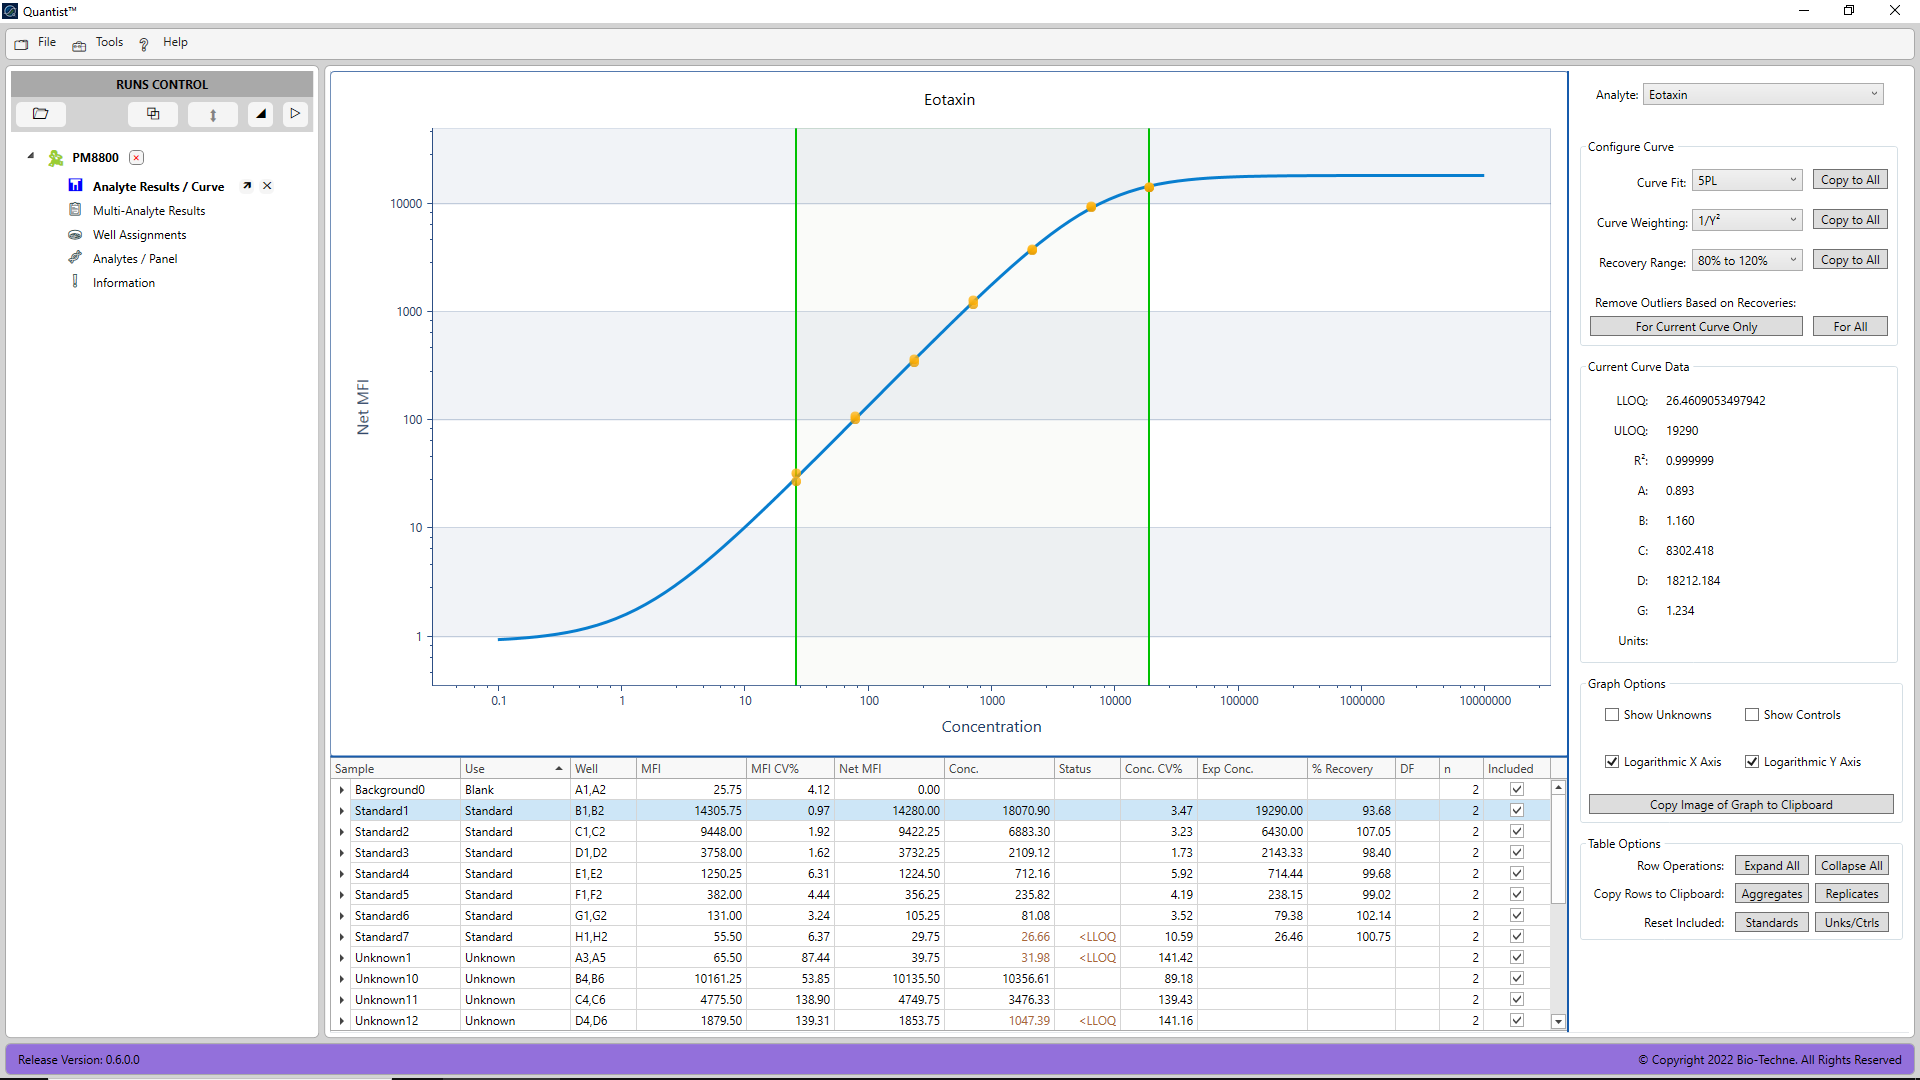 Quantist™
File Tools Help
RUNS CONTROL
PM8800
Analyte Results / Curve
Multi-Analyte Results
Well Assignments
Analytes / Panel
Information
Eotaxin
Net MFI
10000
1000
100
10
1
0.1 1 10 100 1000 10000 100000 1000000 10000000
Concentration
Sample Use Well MFI MFI CV% Net MFI Conc. Status Conc. CV% Exp Conc. % Recovery DF n Included
Background0 Blank A1,A2 25.75 4.12 0.00 2
Standard1 Standard B1,B2 14305.75 0.97 14280.00 18070.90 3.47 19290.00 93.68 2
Standard2 Standard C1,C2 9448.00 1.92 9422.25 6883.30 3.23 6430.00 107.05 2
Standard3 Standard D1,D2 3758.00 1.62 3732.25 2109.12 1.73 2143.33 98.40 2
Standard4 Standard E1,E2 1250.25 6.31 1224.50 712.16 5.92 714.44 99.68 2
Standard5 Standard F1,F2 382.00 4.44 356.25 235.82 4.19 238.15 99.02 2
Standard6 Standard G1,G2 131.00 3.24 105.25 81.08 3.52 79.38 102.14 2
Standard7 Standard H1,H2 55.50 6.37 29.75 26.66 <LLOQ 10.59 26.46 100.75 2
Unknown1 Unknown A3,A5 65.50 87.44 39.75 31.98 <LLOQ 141.42 2
Unknown10 Unknown B4,B6 10161.25 53.85 10135.50 10356.61 89.18 2
Unknown11 Unknown C4,C6 4775.50 138.90 4749.75 3476.33 139.43 2
Unknown12 Unknown D4,D6 1879.50 139.31 1853.75 1047.39 <LLOQ 141.16 2
Analyte: Eotaxin
Configure Curve
Curve Fit: 5PL Copy to All
Curve Weighting: 1/Y² Copy to All
Recovery Range: 80% to 120% Copy to All
Remove Outliers Based on Recoveries:
For Current Curve Only For All
Current Curve Data
LLOQ: 26.4609053497942
ULOQ: 19290
R²: 0.999999
A: 0.893
B: 1.160
C: 8302.418
D: 18212.184
G: 1.234
Units:
Graph Options
Show Unknowns Show Controls
Logarithmic X Axis Logarithmic Y Axis
Copy Image of Graph to Clipboard
Table Options
Row Operations: Expand All Collapse All
Copy Rows to Clipboard: Aggregates Replicates
Reset Included: Standards Unks/Ctrls
Release Version: 0.6.0.0
© Copyright 2022 Bio-Techne. All Rights Reserved